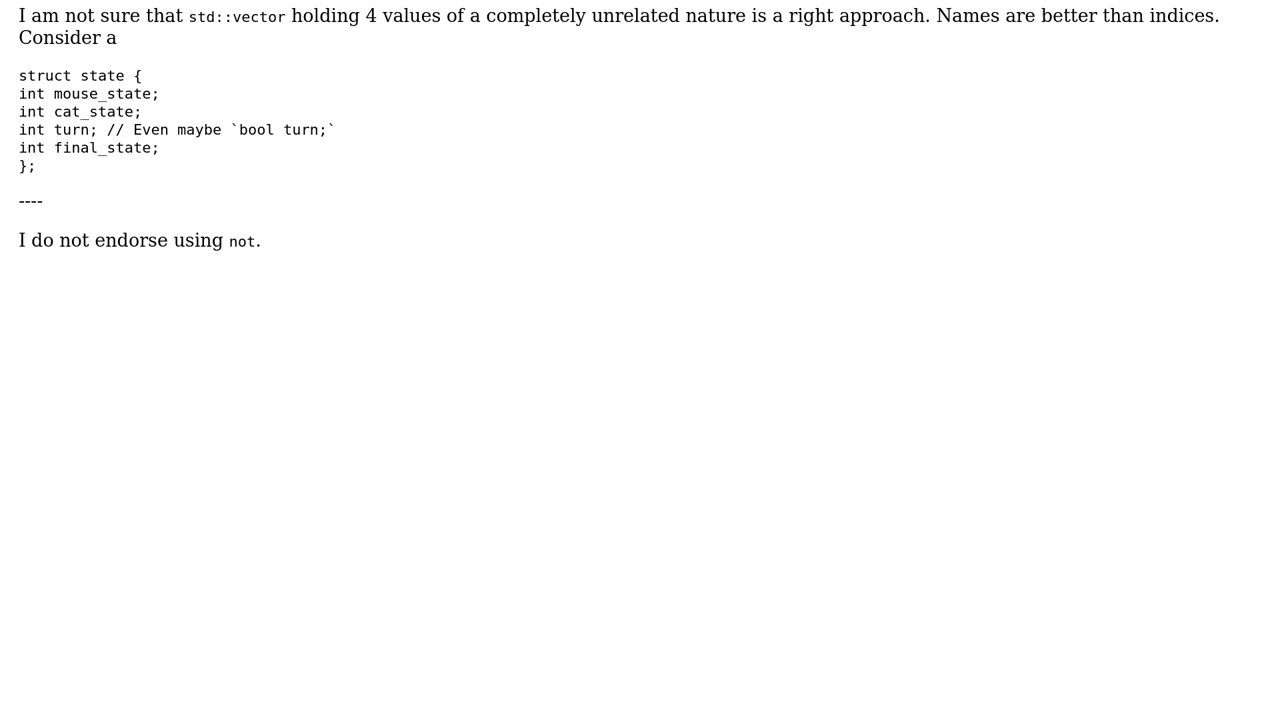 I am not sure that std::vector holding 4 values of a completely unrelated nature is a right approach. Names are better than indices.
Consider a
struct state {
int mouse_state;
int cat_state;
int turn; // Even maybe `bool turn;`
int final_state;
};
----
I do not endorse using not.